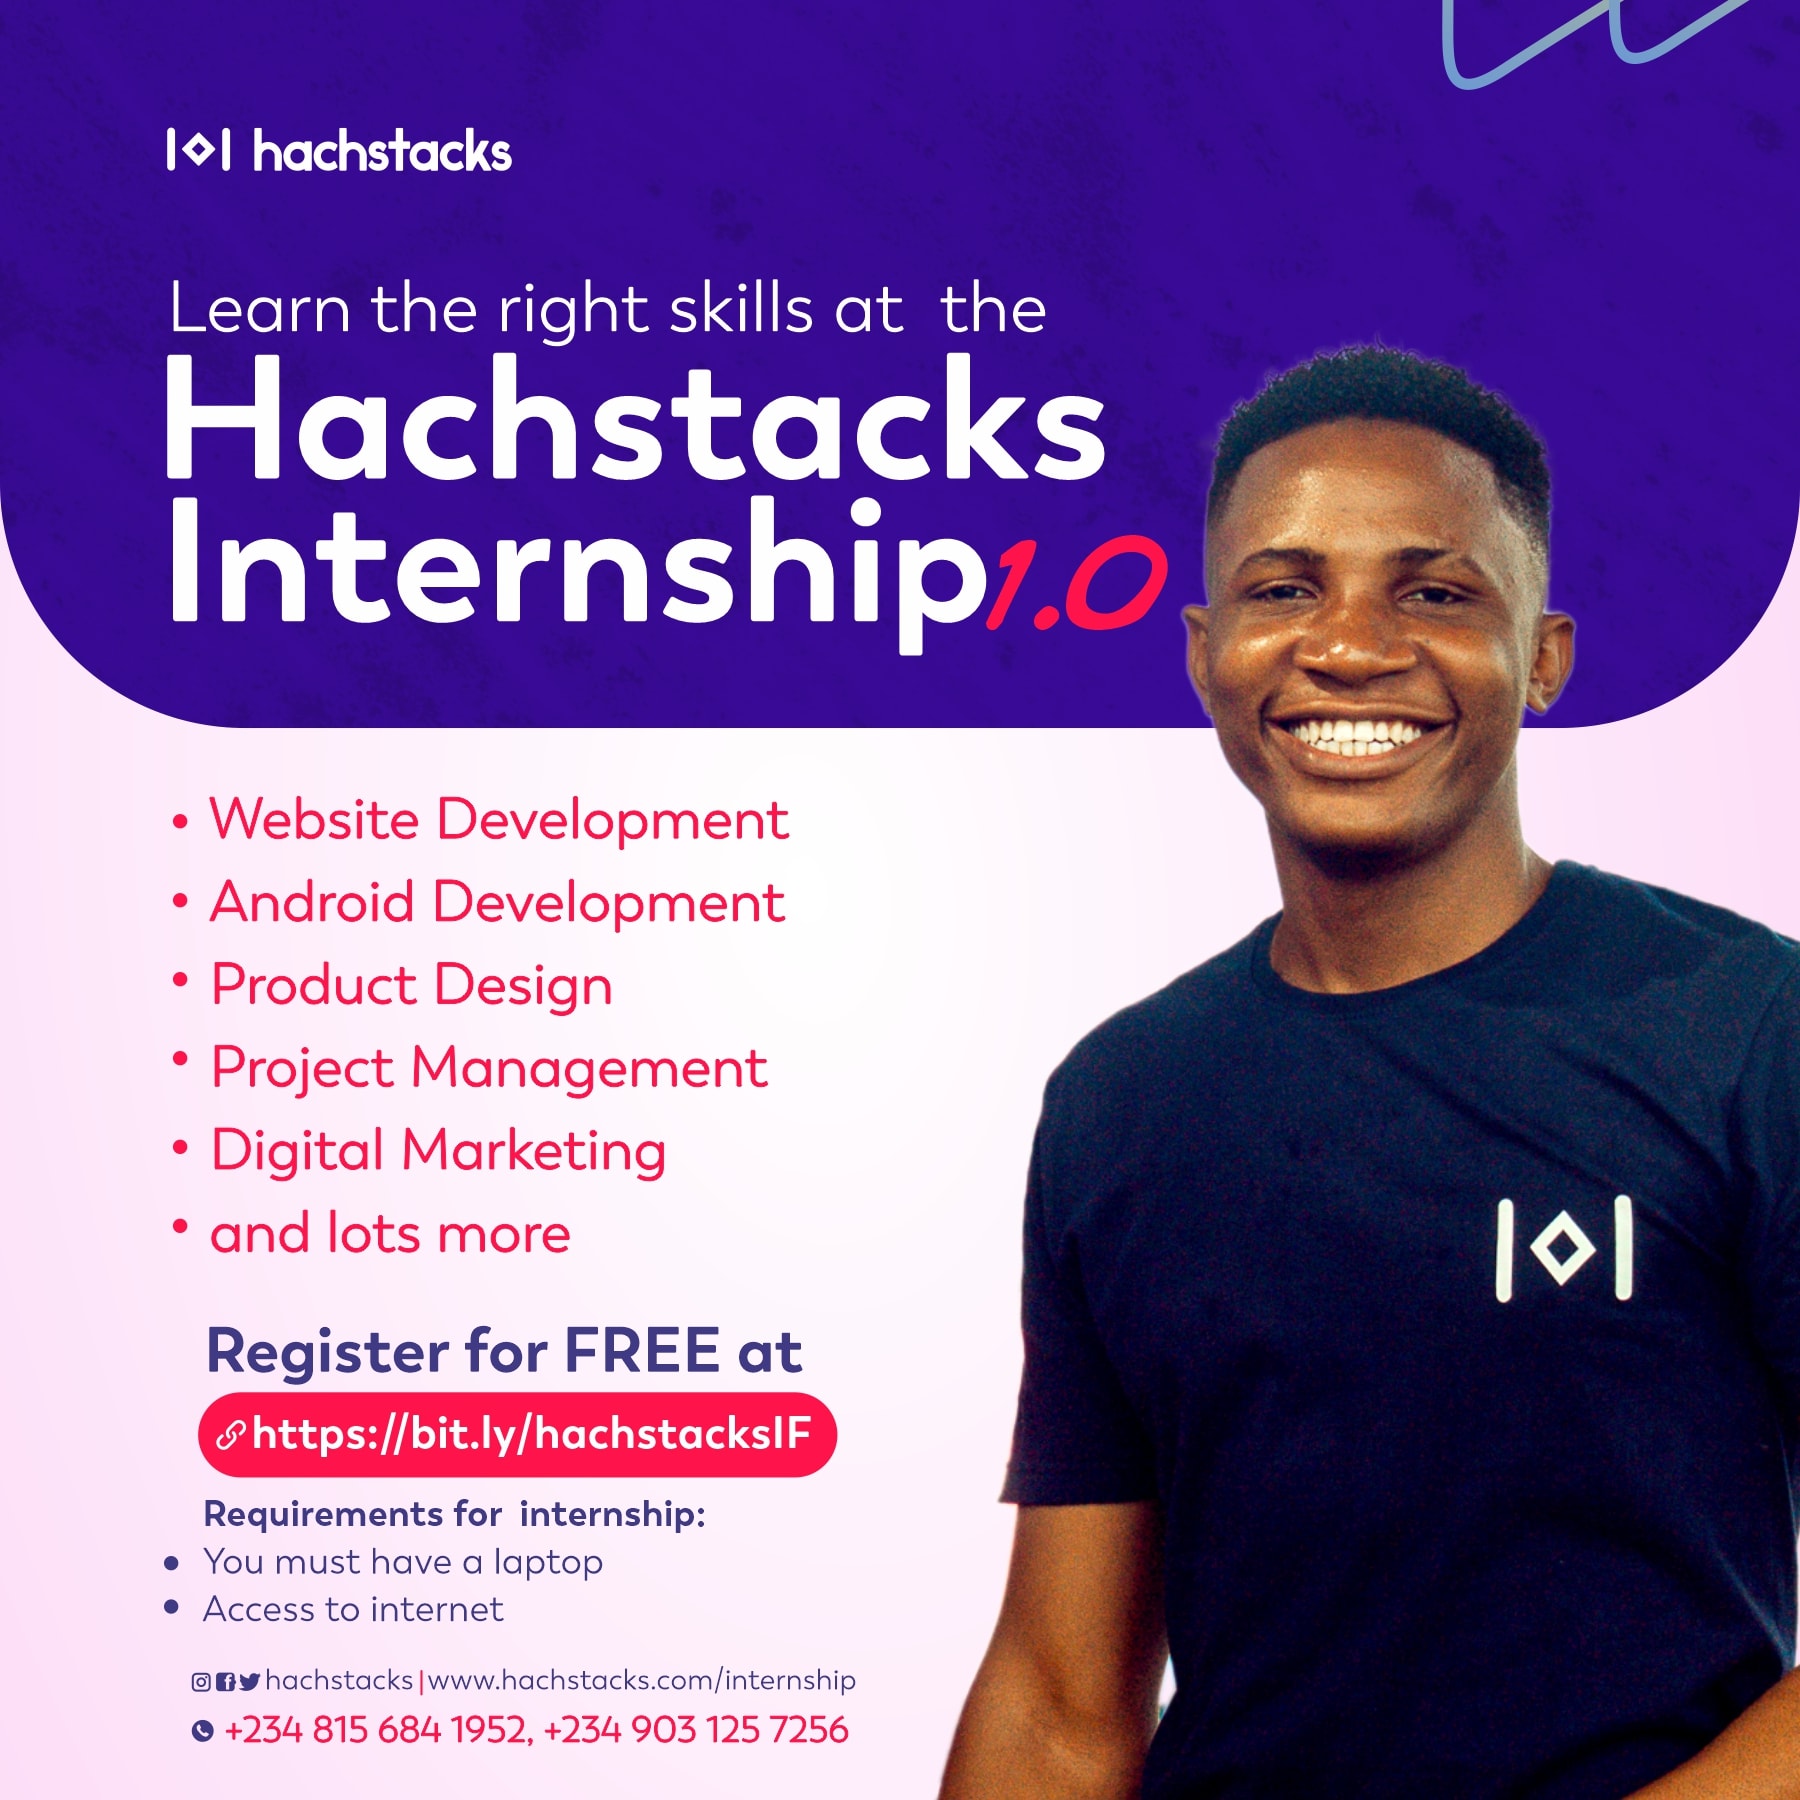 hachstacks
Learn the right skills at the
Hachstacks
Internship 1.0
• Website Development
• Android Development
• Product Design
• Project Management
• Digital Marketing
• and lots more
Register for FREE at
https://bit.ly/hachstacksIF
Requirements for internship:
• You must have a laptop
• Access to internet
hachstacks|www.hachstacks.com/internship
+234 815 684 1952, +234 903 125 7256